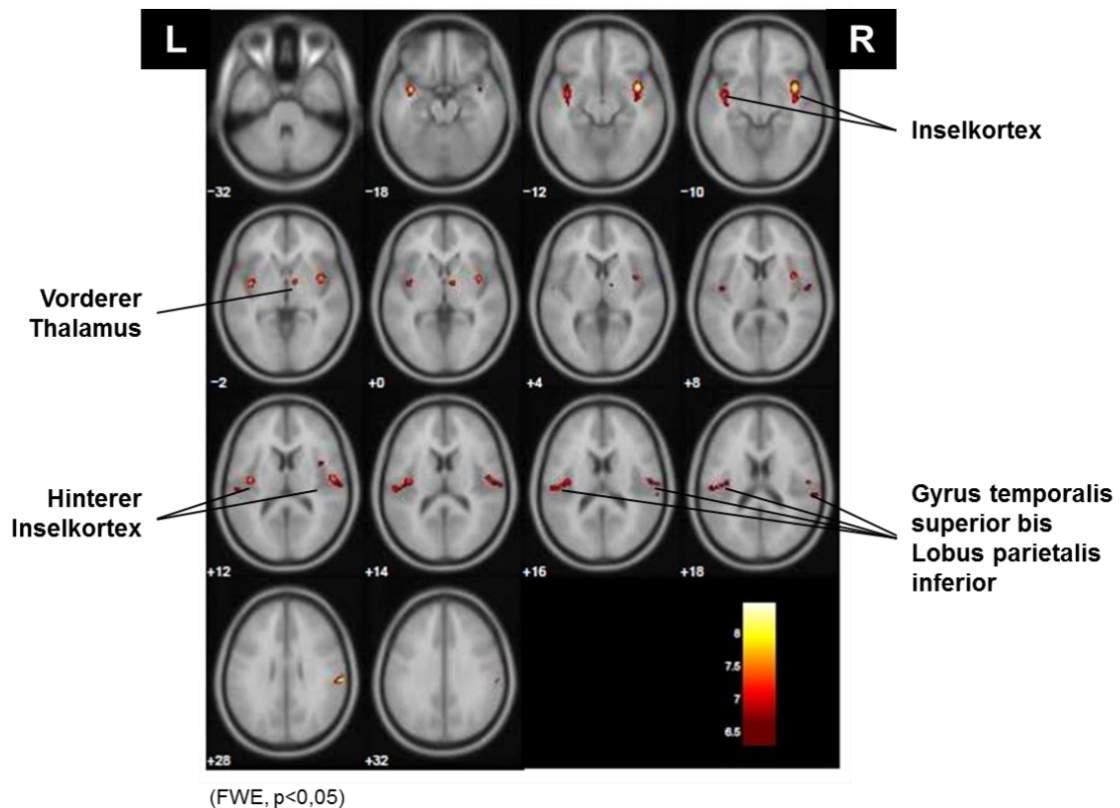 L
R
−32
−18
−12
−10
Inselkortex
−2
+0
+4
+8
Vorderer
Thalamus
+12
+14
+16
+18
Hinterer
Inselkortex
Gyrus temporalis
superior bis
Lobus parietalis
inferior
+28
+32
8
7.5
7
6.5
(FWE, p<0,05)